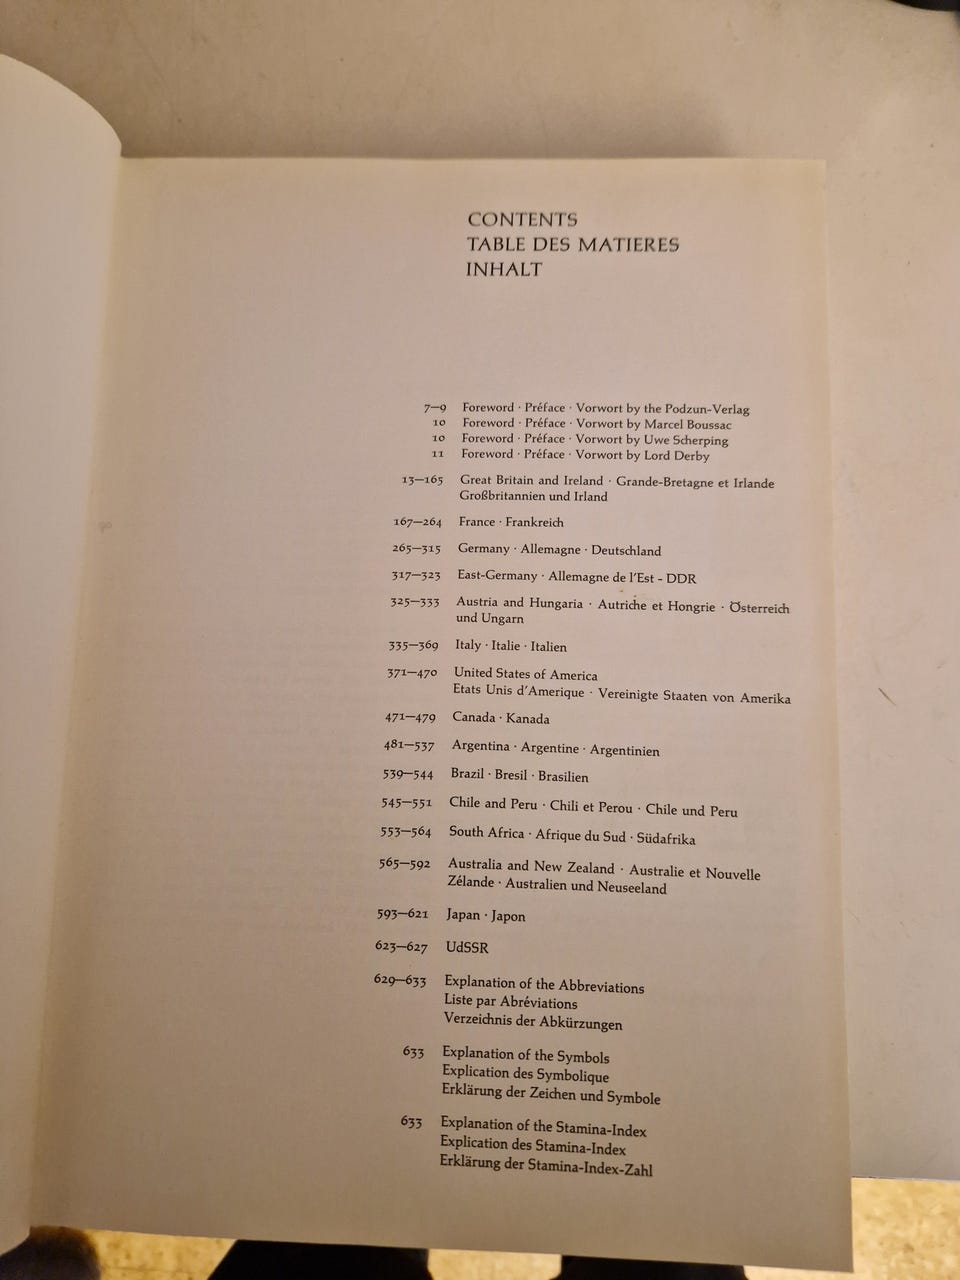 CONTENTS
TABLE DES MATIERES
INHALT
7—9 Foreword · Préface · Vorwort by the Podzun-Verlag
10 Foreword · Préface · Vorwort by Marcel Boussac
10 Foreword · Préface · Vorwort by Uwe Scherping
11 Foreword · Préface · Vorwort by Lord Derby
13—165 Great Britain and Ireland · Grande-Bretagne et Irlande
Großbritannien und Irland
167—264 France · Frankreich
265—315 Germany · Allemagne · Deutschland
317—323 East-Germany · Allemagne de l'Est - DDR
325—333 Austria and Hungaria · Autriche et Hongrie · Österreich
und Ungarn
335—369 Italy · Italie · Italien
371—470 United States of America
Etats Unis d'Amerique · Vereinigte Staaten von Amerika
471—479 Canada · Kanada
481—537 Argentina · Argentine · Argentinien
539—544 Brazil · Bresil · Brasilien
545—551 Chile and Peru · Chili et Perou · Chile und Peru
553—564 South Africa · Afrique du Sud · Südafrika
565—592 Australia and New Zealand · Australie et Nouvelle
Zélande · Australien und Neuseeland
593—621 Japan · Japon
623—627 UdSSR
629—633 Explanation of the Abbreviations
Liste par Abréviations
Verzeichnis der Abkürzungen
633 Explanation of the Symbols
Explication des Symbolique
Erklärung der Zeichen und Symbole
633 Explanation of the Stamina-Index
Explication des Stamina-Index
Erklärung der Stamina-Index-Zahl